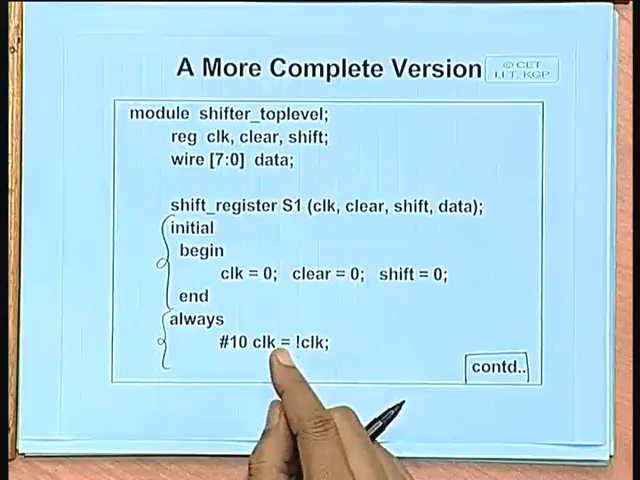 A More Complete Version
© CET
I.I.T. KGP
module shifter_toplevel;
reg clk, clear, shift;
wire [7:0] data;
shift_register S1 (clk, clear, shift, data);
initial
begin
clk = 0; clear = 0; shift = 0;
end
always
#10 clk = !clk;
contd..